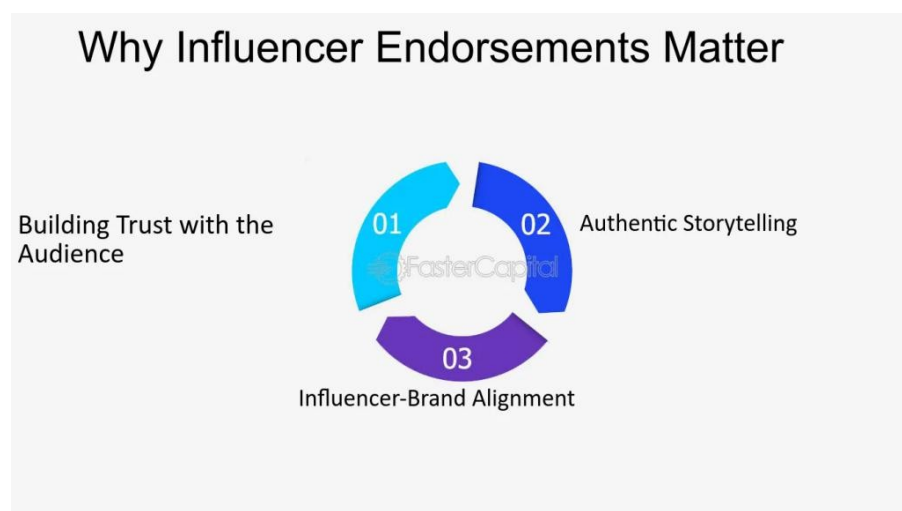 Why Influencer Endorsements Matter
01
Building Trust with the
Audience
02
Authentic Storytelling
FasterCapital
03
Influencer-Brand Alignment